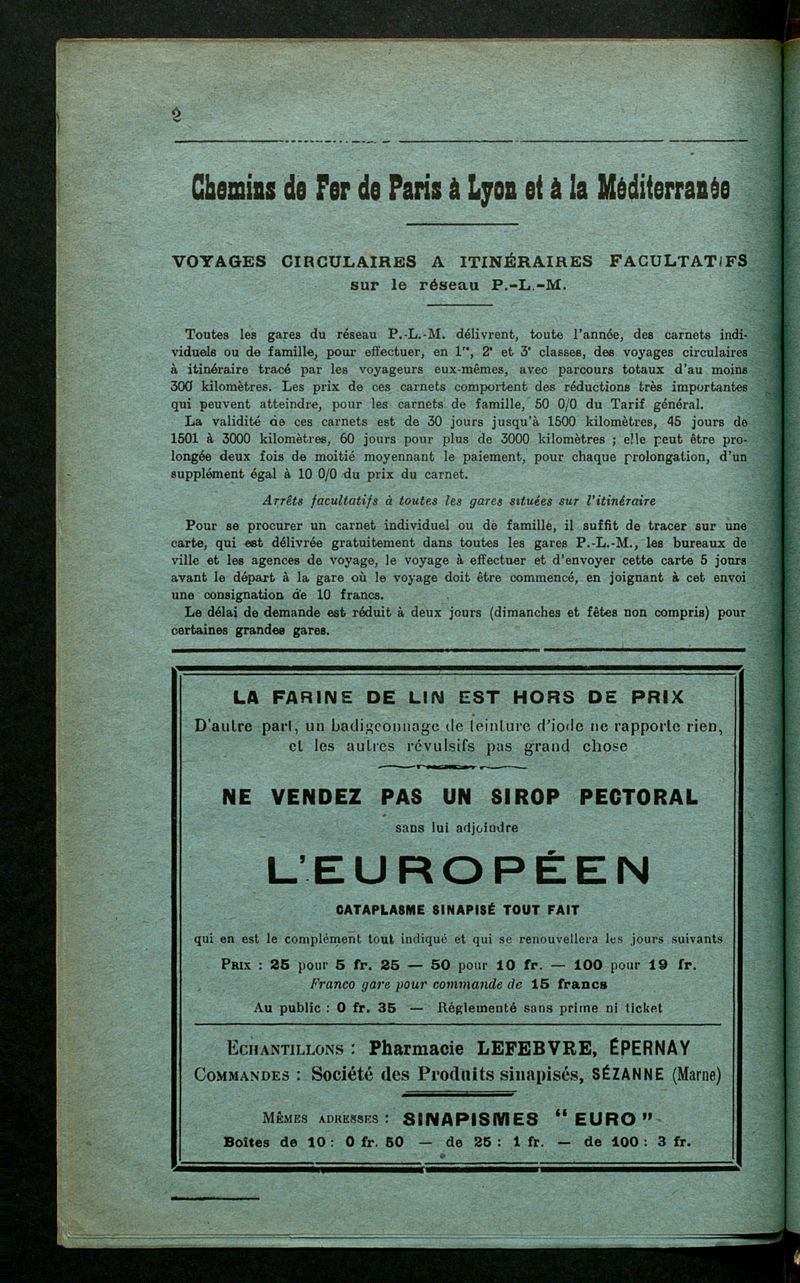 2
Chemins de Fer de Paris à Lyon et à la Méditerranée
VOYAGES CIRCULAIRES A ITINÉRAIRES FACULTATIFS
sur le réseau P.-L.-M.
Toutes les gares du réseau P.-L.-M. délivrent, toute l'année, des carnets indi-
viduels ou de famille, pour effectuer, en 1re, 2e et 3e classes, des voyages circulaires
à itinéraire tracé par les voyageurs eux-mêmes, avec parcours totaux d'au moins
300 kilomètres. Les prix de ces carnets comportent des réductions très importantes
qui peuvent atteindre, pour les carnets de famille, 50 0/0 du Tarif général.
La validité de ces carnets est de 30 jours jusqu'à 1500 kilomètres, 45 jours de
1501 à 3000 kilomètres, 60 jours pour plus de 3000 kilomètres ; elle peut être pro-
longée deux fois de moitié moyennant le paiement, pour chaque prolongation, d'un
supplément égal à 10 0/0 du prix du carnet.
Arrêts facultatifs à toutes les gares situées sur l'itinéraire
Pour se procurer un carnet individuel ou de famille, il suffit de tracer sur une
carte, qui est délivrée gratuitement dans toutes les gares P.-L.-M., les bureaux de
ville et les agences de voyage, le voyage à effectuer et d'envoyer cette carte 5 jours
avant le départ à la gare où le voyage doit être commencé, en joignant à cet envoi
une consignation de 10 francs.
Le délai de demande est réduit à deux jours (dimanches et fêtes non compris) pour
certaines grandes gares.
LA FARINE DE LIN EST HORS DE PRIX
D'autre part, un badigeonnage de teinture d'iode ne rapporte rien,
et les autres révulsifs pas grand chose
NE VENDEZ PAS UN SIROP PECTORAL
sans lui adjoindre
L'EUROPÉEN
CATAPLASME SINAPISÉ TOUT FAIT
qui en est le complément tout indiqué et qui se renouvellera les jours suivants
PRIX : 25 pour 5 fr. 25 — 50 pour 10 fr. — 100 pour 19 fr.
Franco gare pour commande de 15 francs
Au public : 0 fr. 35 — Réglementé sans prime ni ticket
ECHANTILLONS : Pharmacie LEFEBVRE, ÉPERNAY
COMMANDES : Société des Produits sinapisés, SÉZANNE (Marne)
MÊMES ADRESSES : SINAPISMES “ EURO ”
Boîtes de 10 : 0 fr. 50 — de 25 : 1 fr. — de 100 : 3 fr.